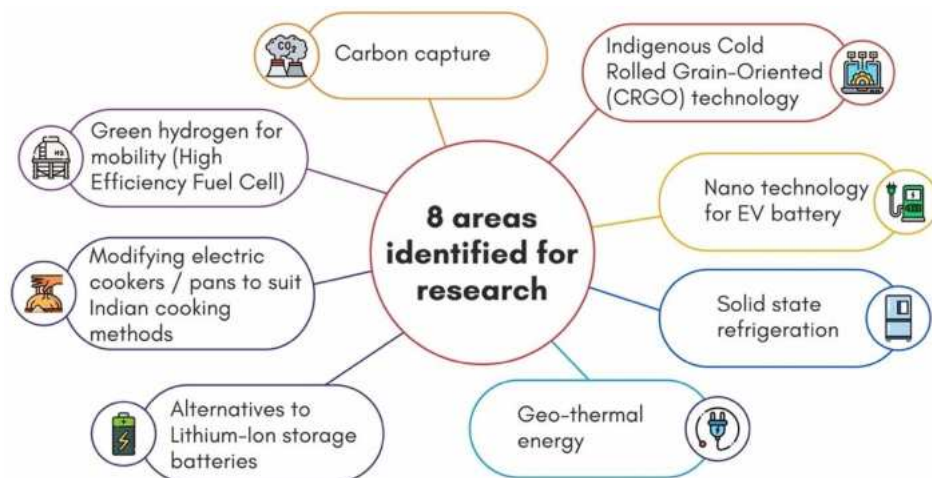 8 areas
identified for
research
Carbon capture
Indigenous Cold
Rolled Grain-Oriented
(CRGO) technology
Nano technology
for EV battery
Solid state
refrigeration
Geo-thermal
energy
Alternatives to
Lithium-Ion storage
batteries
Modifying electric
cookers / pans to suit
Indian cooking
methods
Green hydrogen for
mobility (High
Efficiency Fuel Cell)
CO2